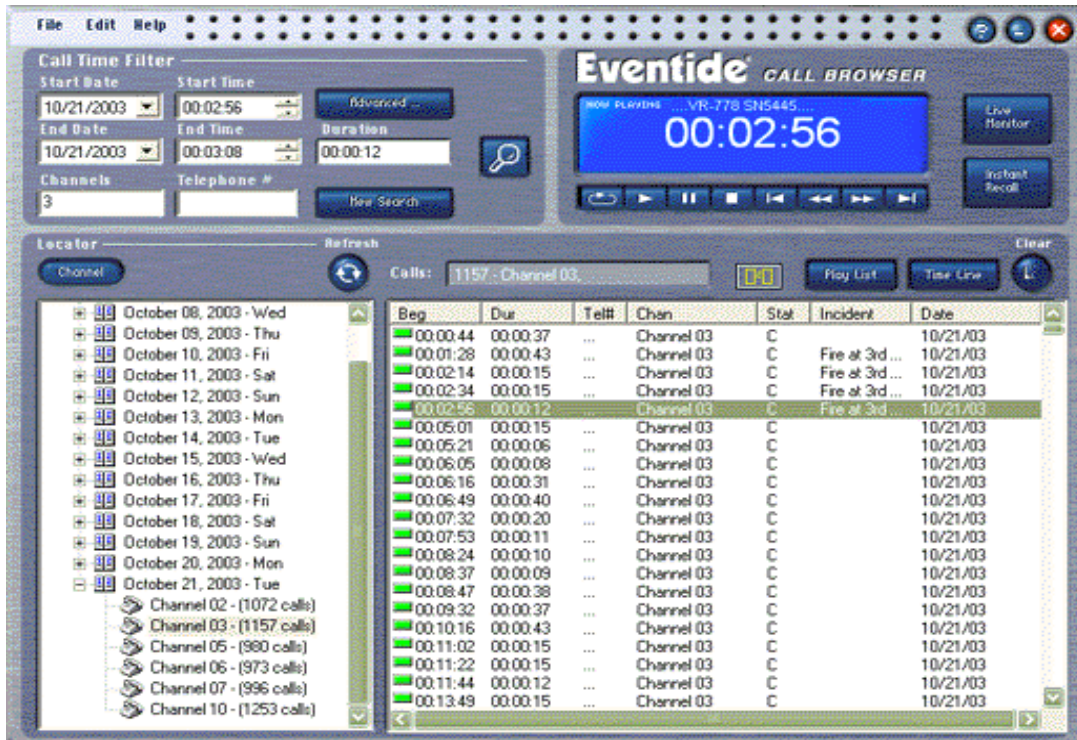 File Edit Help
Call Time Filter
Start Date Start Time
10/21/2003 00:02:56 Advanced ...
End Date End Time Duration
10/21/2003 00:03:08 00:00:12
Channels Telephone #
3 New Search
Eventide CALL BROWSER
NOW PLAYING ....VR-778 SN5445....
00:02:56
Live Monitor
Instant Recall
Locator Refresh
Channel
Calls: 1157 - Channel 03, Play List Time Line Clear
October 08, 2003 - Wed
October 09, 2003 - Thu
October 10, 2003 - Fri
October 11, 2003 - Sat
October 12, 2003 - Sun
October 13, 2003 - Mon
October 14, 2003 - Tue
October 15, 2003 - Wed
October 16, 2003 - Thu
October 17, 2003 - Fri
October 18, 2003 - Sat
October 19, 2003 - Sun
October 20, 2003 - Mon
October 21, 2003 - Tue
Channel 02 - (1072 calls)
Channel 03 - (1157 calls)
Channel 05 - (980 calls)
Channel 06 - (973 calls)
Channel 07 - (996 calls)
Channel 10 - (1253 calls)
Beg Dur Tel# Chan Stat Incident Date
00:00:44 00:00:37 ... Channel 03 C 10/21/03
00:01:28 00:00:43 ... Channel 03 C Fire at 3rd ... 10/21/03
00:02:14 00:00:15 ... Channel 03 C Fire at 3rd ... 10/21/03
00:02:34 00:00:15 ... Channel 03 C Fire at 3rd ... 10/21/03
00:02:56 00:00:12 ... Channel 03 C Fire at 3rd ... 10/21/03
00:05:01 00:00:15 ... Channel 03 C 10/21/03
00:05:21 00:00:06 ... Channel 03 C 10/21/03
00:06:05 00:00:08 ... Channel 03 C 10/21/03
00:06:16 00:00:31 ... Channel 03 C 10/21/03
00:06:49 00:00:40 ... Channel 03 C 10/21/03
00:07:32 00:00:20 ... Channel 03 C 10/21/03
00:07:53 00:00:11 ... Channel 03 C 10/21/03
00:08:24 00:00:10 ... Channel 03 C 10/21/03
00:08:37 00:00:09 ... Channel 03 C 10/21/03
00:08:47 00:00:38 ... Channel 03 C 10/21/03
00:09:32 00:00:37 ... Channel 03 C 10/21/03
00:10:16 00:00:43 ... Channel 03 C 10/21/03
00:11:02 00:00:15 ... Channel 03 C 10/21/03
00:11:22 00:00:15 ... Channel 03 C 10/21/03
00:11:44 00:00:12 ... Channel 03 C 10/21/03
00:13:49 00:00:15 ... Channel 03 C 10/21/03